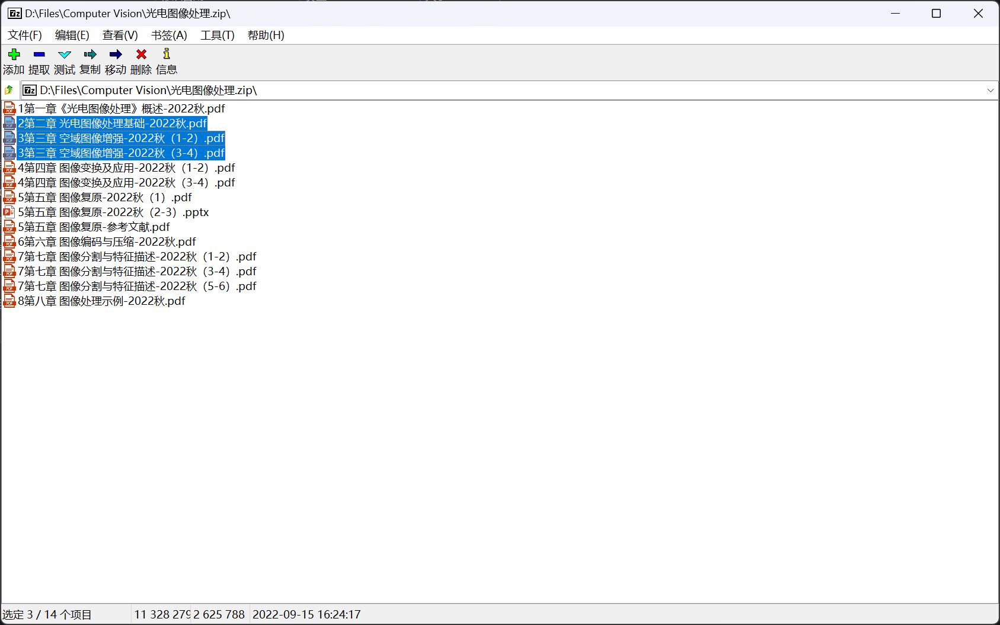 D:\Files\Computer Vision\光电图像处理.zip\
文件(F) 编辑(E) 查看(V) 书签(A) 工具(T) 帮助(H)
添加 提取 测试 复制 移动 删除 信息
D:\Files\Computer Vision\光电图像处理.zip\
1第一章《光电图像处理》概述-2022秋.pdf
2第二章 光电图像处理基础-2022秋.pdf
3第三章 空域图像增强-2022秋（1-2）.pdf
3第三章 空域图像增强-2022秋（3-4）.pdf
4第四章 图像变换及应用-2022秋（1-2）.pdf
4第四章 图像变换及应用-2022秋（3-4）.pdf
5第五章 图像复原-2022秋（1）.pdf
5第五章 图像复原-2022秋（2-3）.pptx
5第五章 图像复原-参考文献.pdf
6第六章 图像编码与压缩-2022秋.pdf
7第七章 图像分割与特征描述-2022秋（1-2）.pdf
7第七章 图像分割与特征描述-2022秋（3-4）.pdf
7第七章 图像分割与特征描述-2022秋（5-6）.pdf
8第八章 图像处理示例-2022秋.pdf
选定 3 / 14 个项目 11 328 279 2 625 788 2022-09-15 16:24:17